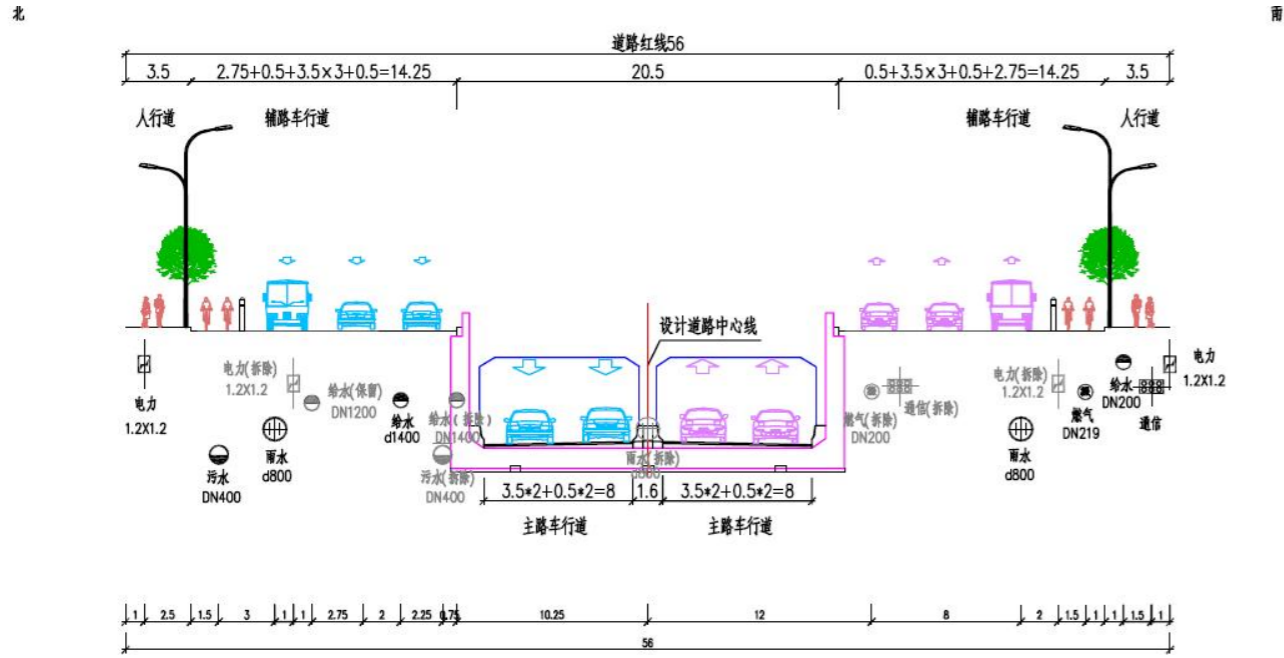 北
南
道路红线56
3.5
2.75+0.5+3.5×3+0.5=14.25
20.5
0.5+3.5×3+0.5+2.75=14.25
3.5
人行道
辅路车行道
辅路车行道
人行道
设计道路中心线
电力
1.2X1.2
电力(拆除)
1.2X1.2
给水(保留)
DN1200
给水
d1400
给水(拆除)
DN1400
燃气(拆除)
DN200
通信(拆除)
电力(拆除)
1.2X1.2
燃气
DN219
给水
DN200
通信
电力
1.2X1.2
污水
DN400
雨水
d800
污水(拆除)
DN400
雨水(拆除)
d800
雨水
d800
3.5*2+0.5*2=8
1.6
3.5*2+0.5*2=8
主路车行道
主路车行道
1
2.5
1.5
3
1
1
2.75
2
2.25
0.75
10.25
12
8
2
1.5
1
1
1.5
1
56